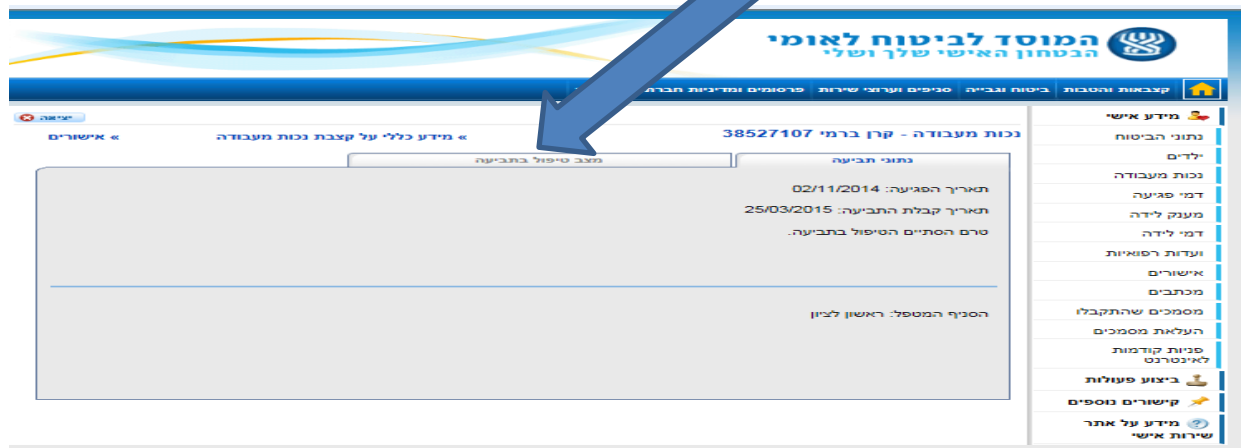 המוסד לביטוח לאומי
הבטחון האישי שלך ושלי
קצבאות והטבות ביטוח וגבייה סניפים וערוצי שירות פרסומים ומדיניות
יציאה
נכות מעבודה - קרן ברמי 38527107 » מידע כללי על קצבת נכות מעבודה » אישורים
נתוני תביעה מצב טיפול בתביעה
תאריך הפגיעה: 02/11/2014
תאריך קבלת התביעה: 25/03/2015
טרם הסתיים הטיפול בתביעה.
הסניף המטפל: ראשון לציון
מידע אישי
נתוני הביטוח
ילדים
נכות מעבודה
דמי פגיעה
מענק לידה
דמי לידה
ועדות רפואיות
אישורים
מכתבים
מסמכים שהתקבלו
העלאת מסמכים
פניות קודמות
לאינטרנט
ביצוע פעולות
קישורים נוספים
מידע על אתר
שירות אישי